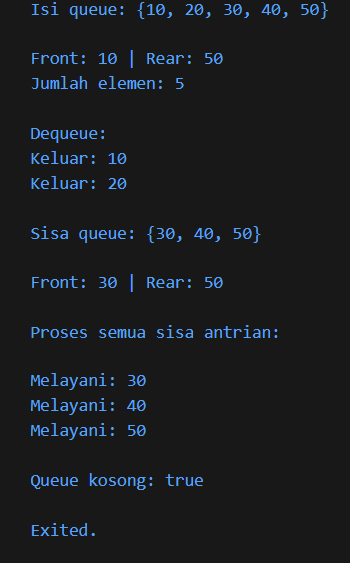 Isi queue: {10, 20, 30, 40, 50}
Front: 10 | Rear: 50
Jumlah elemen: 5
Dequeue:
Keluar: 10
Keluar: 20
Sisa queue: {30, 40, 50}
Front: 30 | Rear: 50
Proses semua sisa antrian:
Melayani: 30
Melayani: 40
Melayani: 50
Queue kosong: true
Exited.